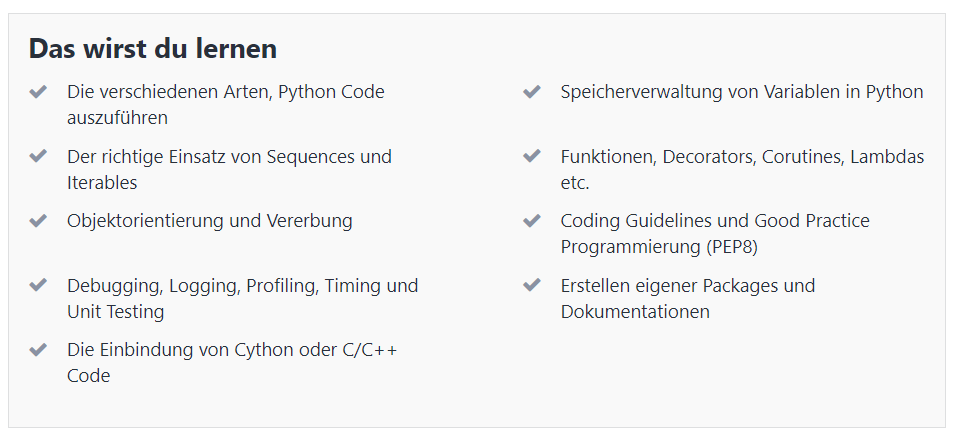 Das wirst du lernen
Die verschiedenen Arten, Python Code
auszuführen
Speicherverwaltung von Variablen in Python
Der richtige Einsatz von Sequences und
Iterables
Funktionen, Decorators, Corutines, Lambdas
etc.
Objektorientierung und Vererbung
Coding Guidelines und Good Practice
Programmierung (PEP8)
Debugging, Logging, Profiling, Timing und
Unit Testing
Erstellen eigener Packages und
Dokumentationen
Die Einbindung von Cython oder C/C++
Code